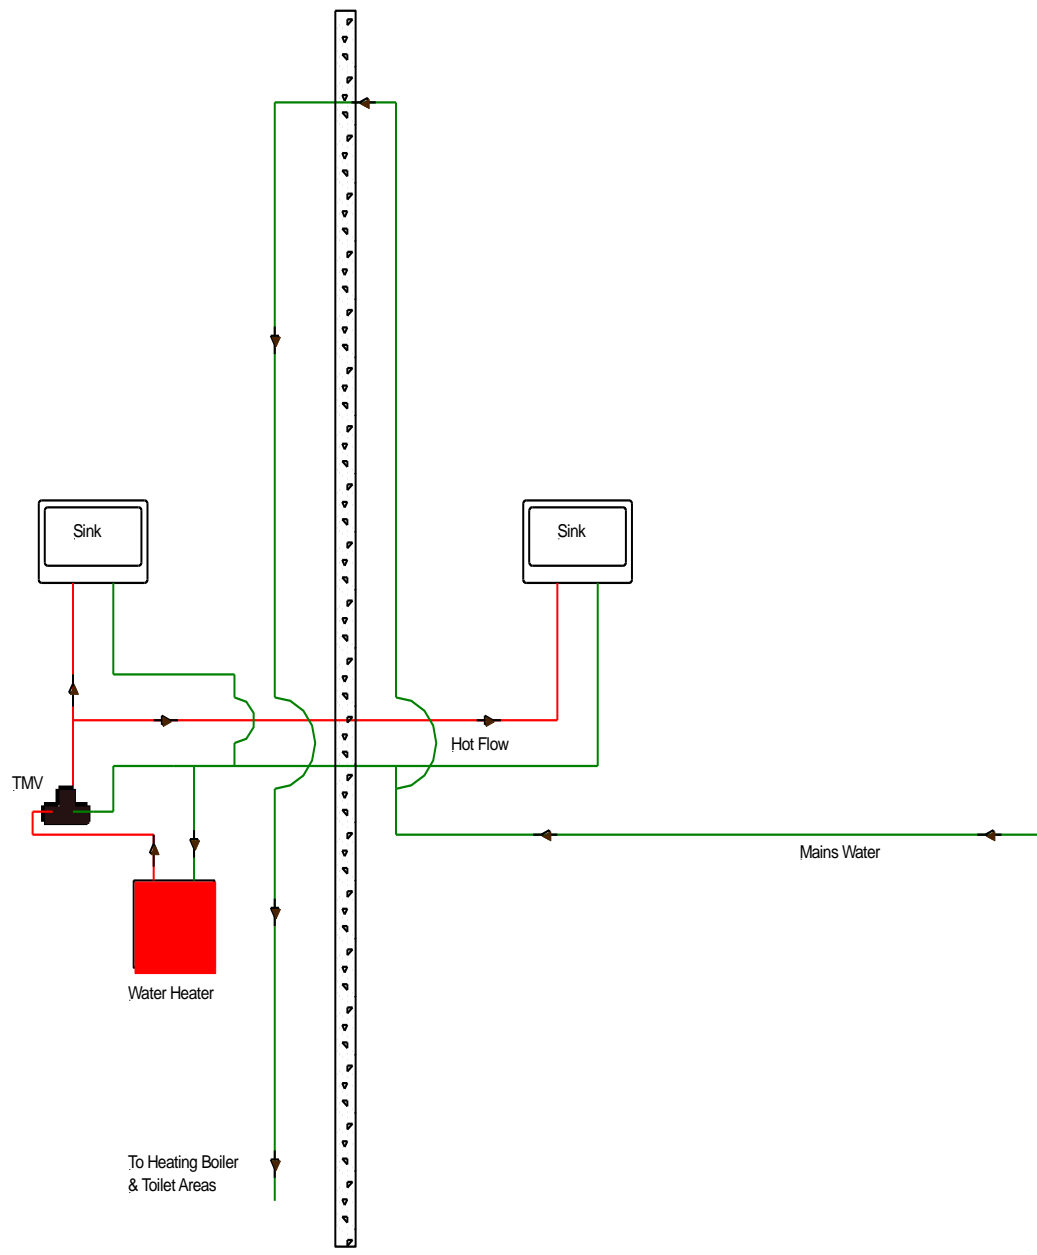 Sink
Sink
Hot Flow
TMV
Mains Water
Water Heater
To Heating Boiler
& Toilet Areas